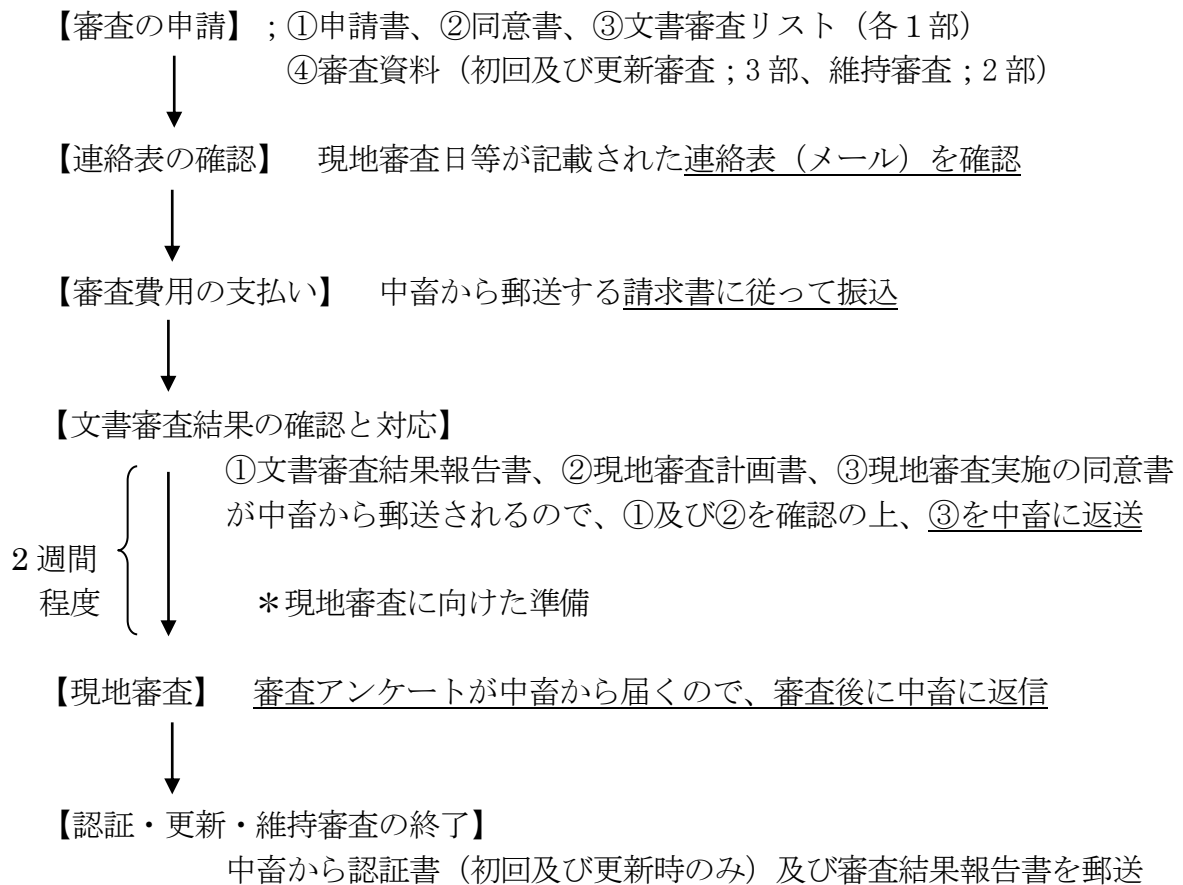 【審査の申請】；①申請書、②同意書、③文書審査リスト（各１部）
④審査資料（初回及び更新審査；3 部、維持審査；2 部）
【連絡表の確認】　現地審査日等が記載された連絡表（メール）を確認
【審査費用の支払い】　中畜から郵送する請求書に従って振込
【文書審査結果の確認と対応】
①文書審査結果報告書、②現地審査計画書、③現地審査実施の同意書
が中畜から郵送されるので、①及び②を確認の上、③を中畜に返送
2 週間
程度
＊現地審査に向けた準備
【現地審査】　審査アンケートが中畜から届くので、審査後に中畜に返信
【認証・更新・維持審査の終了】
中畜から認証書（初回及び更新時のみ）及び審査結果報告書を郵送